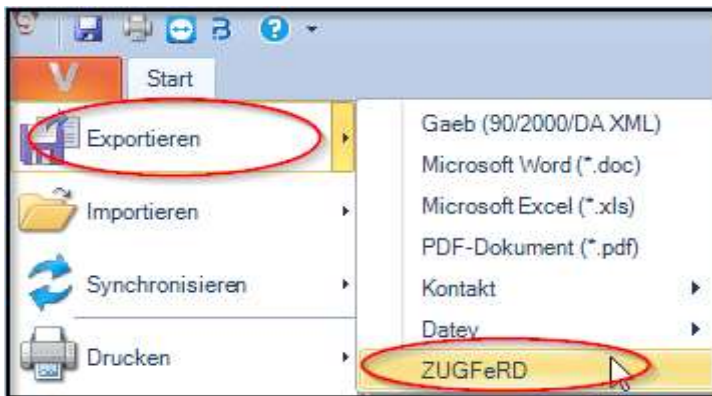 V
Start
Exportieren
Importieren
Synchronisieren
Drucken
Gaeb (90/2000/DA XML)
Microsoft Word (*.doc)
Microsoft Excel (*.xls)
PDF-Dokument (*.pdf)
Kontakt
Datev
ZUGFeRD